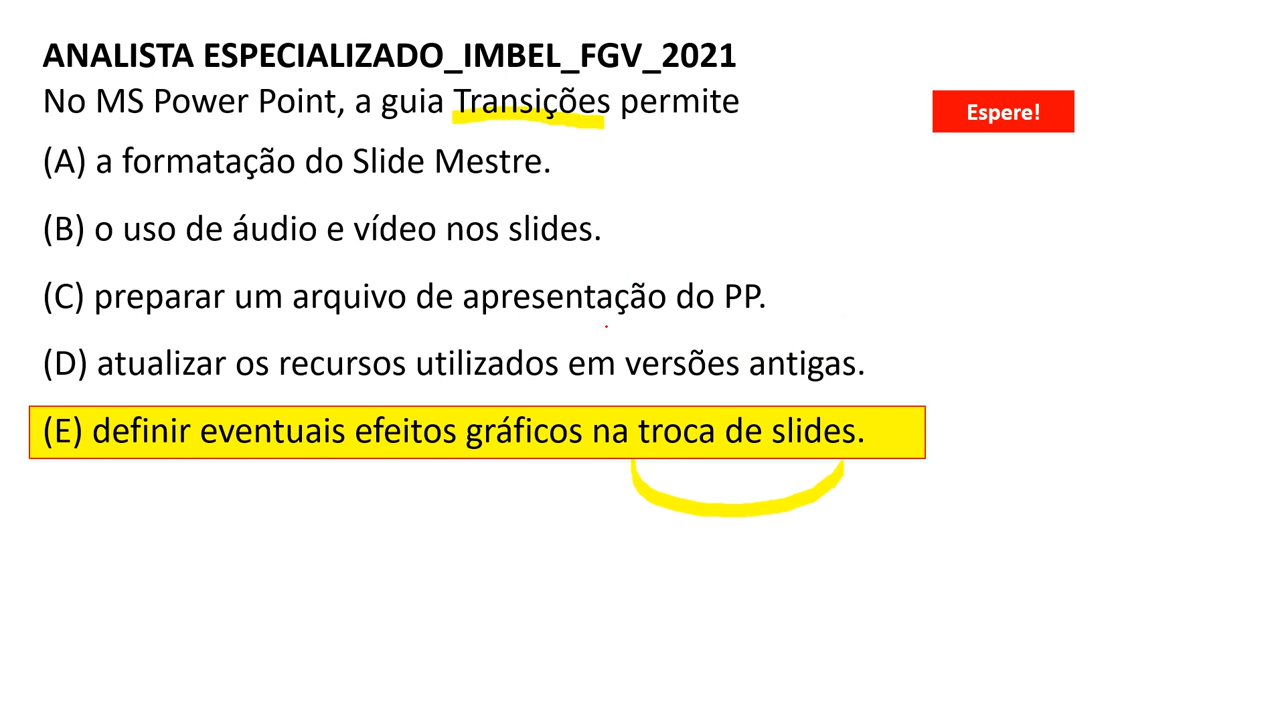 ANALISTA ESPECIALIZADO_IMBEL_FGV_2021
No MS Power Point, a guia Transições permite
Espere!
(A) a formatação do Slide Mestre.
(B) o uso de áudio e vídeo nos slides.
(C) preparar um arquivo de apresentação do PP.
(D) atualizar os recursos utilizados em versões antigas.
(E) definir eventuais efeitos gráficos na troca de slides.